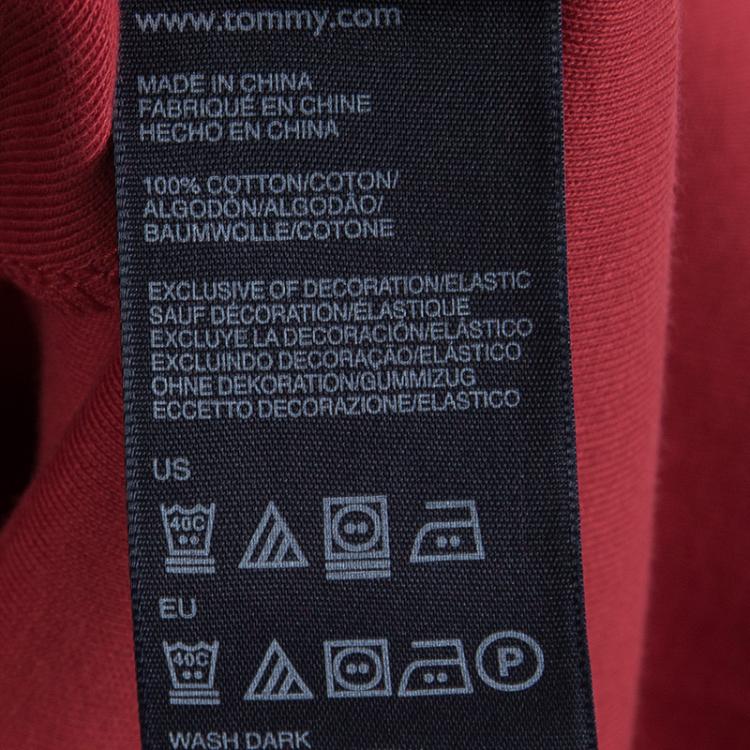 www.tommy.com
MADE IN CHINA
FABRIQUÉ EN CHINE
HECHO EN CHINA
100% COTTON/COTON/
ALGODÓN/ALGODÃO/
BAUMWOLLE/COTONE
EXCLUSIVE OF DECORATION/ELASTIC
SAUF DÉCORATION/ÉLASTIQUE
EXCLUYE LA DECORACIÓN/ELÁSTICO
EXCLUINDO DECORAÇÃO/ELÁSTICO
OHNE DEKORATION/GUMMIZUG
ECCETTO DECORAZIONE/ELASTICO
US
40C
EU
40C P
WASH DARK